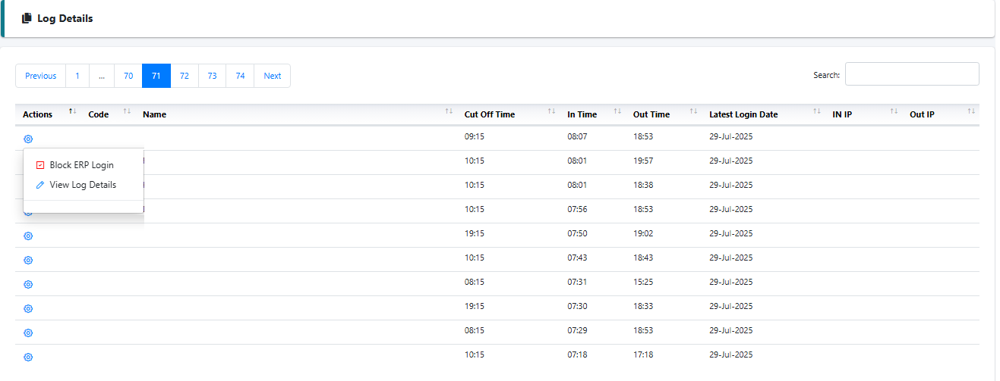 Log Details
Previous 1 ... 70 71 72 73 74 Next
Search:
Actions Code Name Cut Off Time In Time Out Time Latest Login Date IN IP Out IP
09:15 08:07 18:53 29-Jul-2025
Block ERP Login
10:15 08:01 19:57 29-Jul-2025
View Log Details
10:15 08:01 18:38 29-Jul-2025
10:15 07:56 18:53 29-Jul-2025
19:15 07:50 19:02 29-Jul-2025
10:15 07:43 18:43 29-Jul-2025
08:15 07:31 15:25 29-Jul-2025
19:15 07:30 18:33 29-Jul-2025
08:15 07:29 18:53 29-Jul-2025
10:15 07:18 17:18 29-Jul-2025